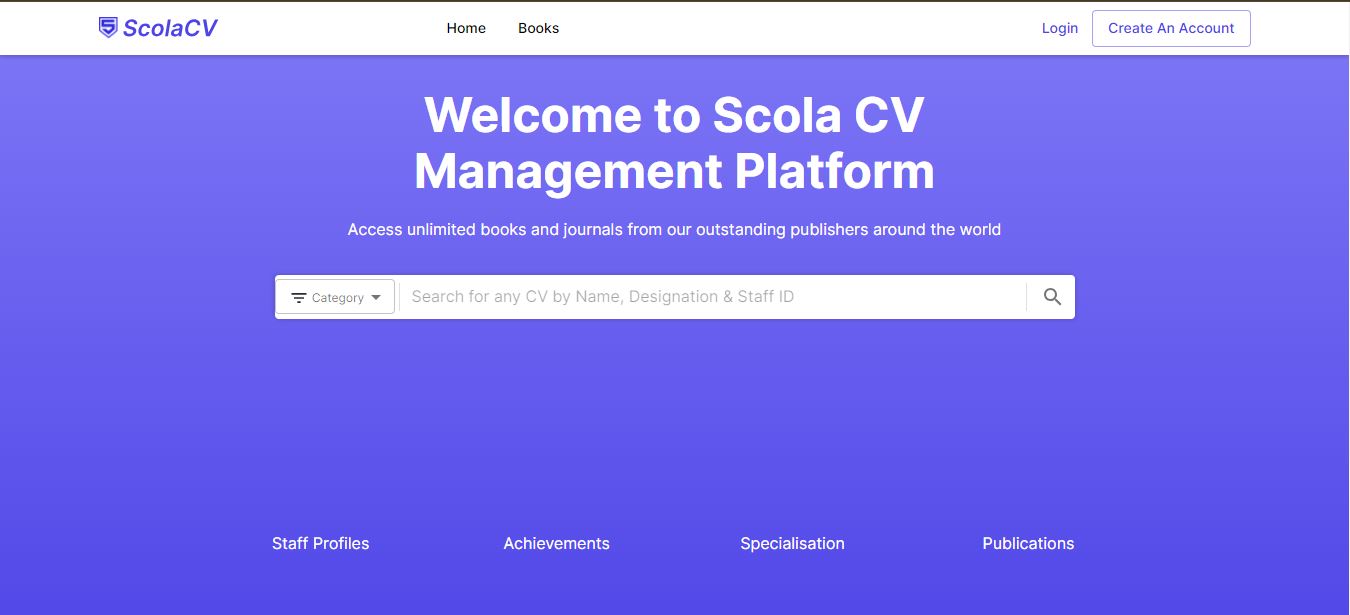 ScolaCV
Home Books
Login Create An Account
Welcome to Scola CV
Management Platform
Access unlimited books and journals from our outstanding publishers around the world
Category Search for any CV by Name, Designation & Staff ID
Staff Profiles Achievements Specialisation Publications